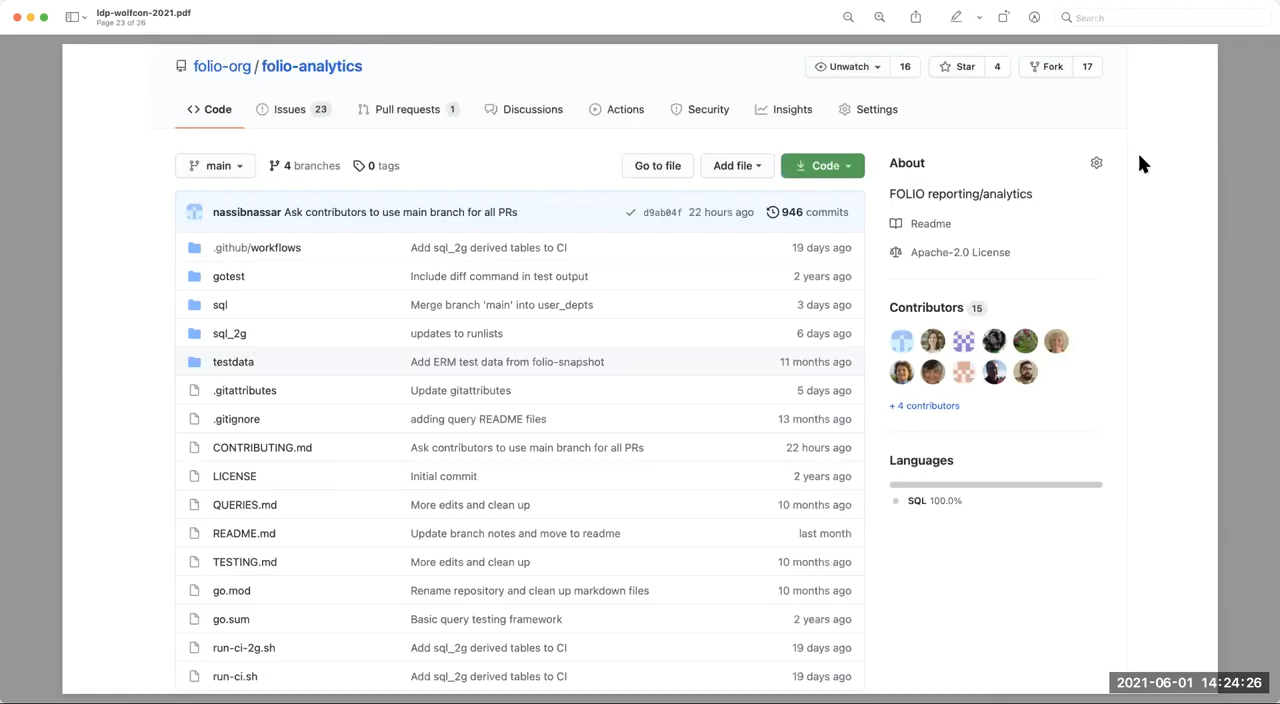 ldp-wolfcon-2021.pdf
Page 23 of 26
Search
folio-org / folio-analytics
Unwatch 16
Star 4
Fork 17
Code
Issues 23
Pull requests 1
Discussions
Actions
Security
Insights
Settings
main
4 branches
0 tags
Go to file
Add file
Code
nassibnassar Ask contributors to use main branch for all PRs d9ab04f 22 hours ago 946 commits
.github/workflows Add sql_2g derived tables to CI 19 days ago
gotest Include diff command in test output 2 years ago
sql Merge branch 'main' into user_depts 3 days ago
sql_2g updates to runlists 6 days ago
testdata Add ERM test data from folio-snapshot 11 months ago
.gitattributes Update gitattributes 5 days ago
.gitignore adding query README files 13 months ago
CONTRIBUTING.md Ask contributors to use main branch for all PRs 22 hours ago
LICENSE Initial commit 2 years ago
QUERIES.md More edits and clean up 10 months ago
README.md Update branch notes and move to readme last month
TESTING.md More edits and clean up 10 months ago
go.mod Rename repository and clean up markdown files 10 months ago
go.sum Basic query testing framework 2 years ago
run-ci-2g.sh Add sql_2g derived tables to CI 19 days ago
run-ci.sh Add sql_2g derived tables to CI 19 days ago
About
FOLIO reporting/analytics
Readme
Apache-2.0 License
Contributors 15
+ 4 contributors
Languages
SQL 100.0%
2021-06-01 14:24:26